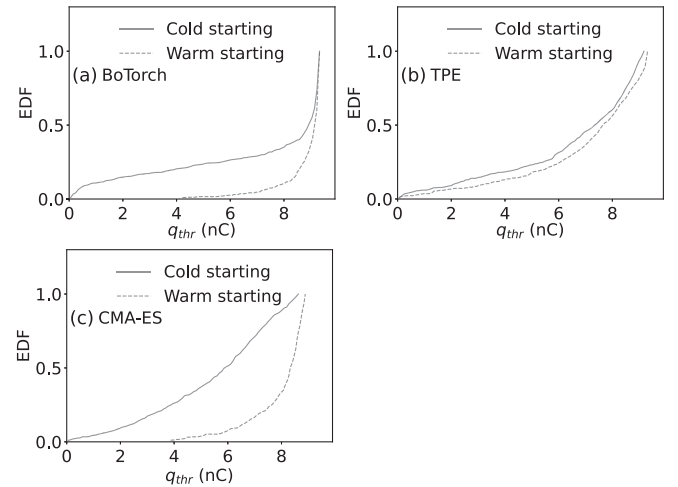 Cold starting
Warm starting
(a) BoTorch
EDF
1.0
0.5
0.0
0 2 4 6 8
q_thr (nC)
Cold starting
Warm starting
(b) TPE
EDF
1.0
0.5
0.0
0 2 4 6 8
q_thr (nC)
Cold starting
Warm starting
(c) CMA-ES
EDF
1.0
0.5
0.0
0 2 4 6 8
q_thr (nC)